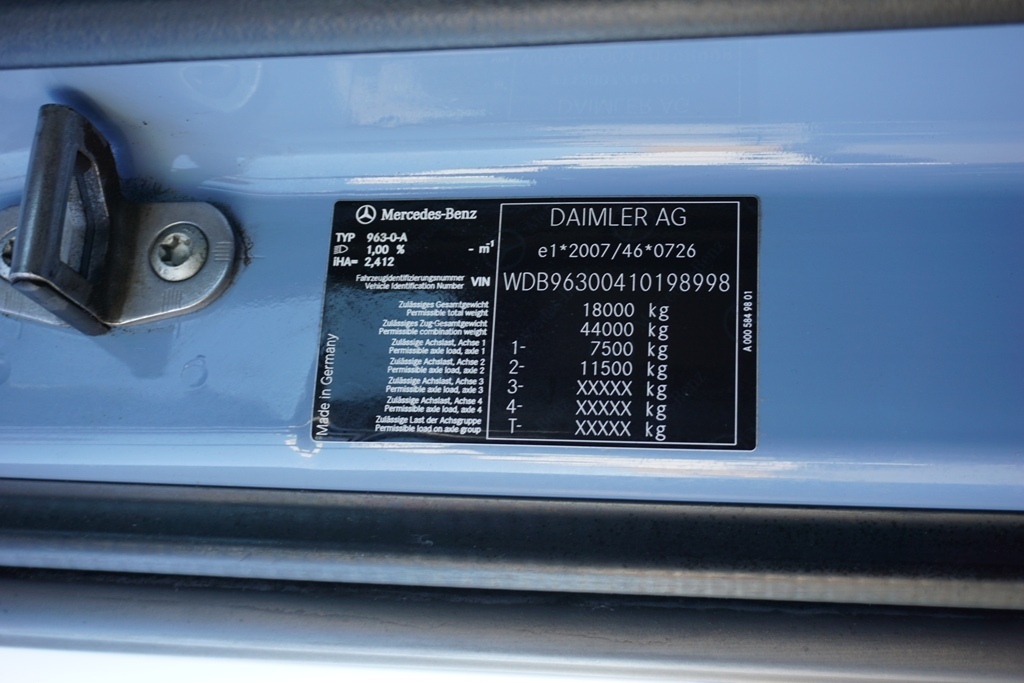 Mercedes-Benz
TYP 963-0-A
1,00 % - m⁻¹
iHA= 2,412
Fahrzeugidentifizierungsnummer
Vehicle Identification Number VIN
Zulässiges Gesamtgewicht
Permissible total weight
Zulässiges Zug-Gesamtgewicht
Permissible combination weight
Zulässige Achslast, Achse 1
Permissible axle load, axle 1
Zulässige Achslast, Achse 2
Permissible axle load, axle 2
Zulässige Achslast, Achse 3
Permissible axle load, axle 3
Zulässige Achslast, Achse 4
Permissible axle load, axle 4
Zulässige Last der Achsgruppe
Permissible load on axle group
Made in Germany
DAIMLER AG
e1*2007/46*0726
WDB96300410198998
18000 kg
44000 kg
1- 7500 kg
2- 11500 kg
3- XXXXX kg
4- XXXXX kg
T- XXXXX kg
A 000 584 98 01